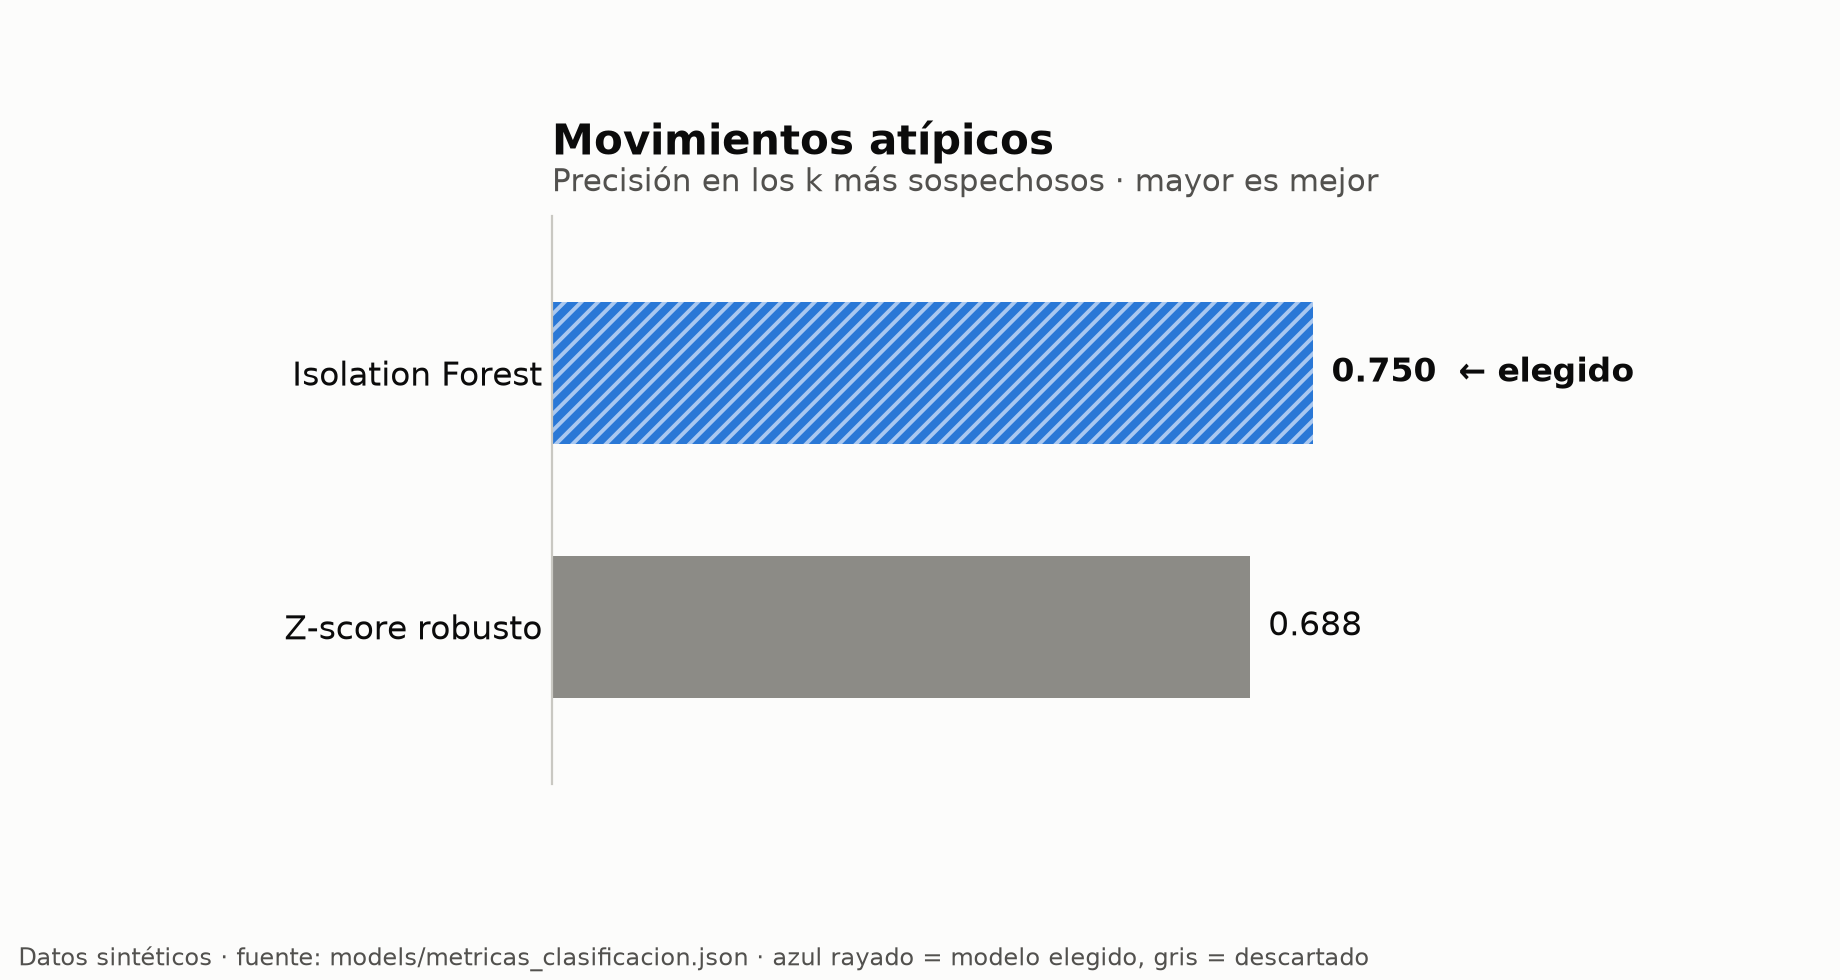 Movimientos atípicos
Precisión en los k más sospechosos · mayor es mejor
Isolation Forest
0.750 ← elegido
Z-score robusto
0.688
Datos sintéticos · fuente: models/metricas_clasificacion.json · azul rayado = modelo elegido, gris = descartado